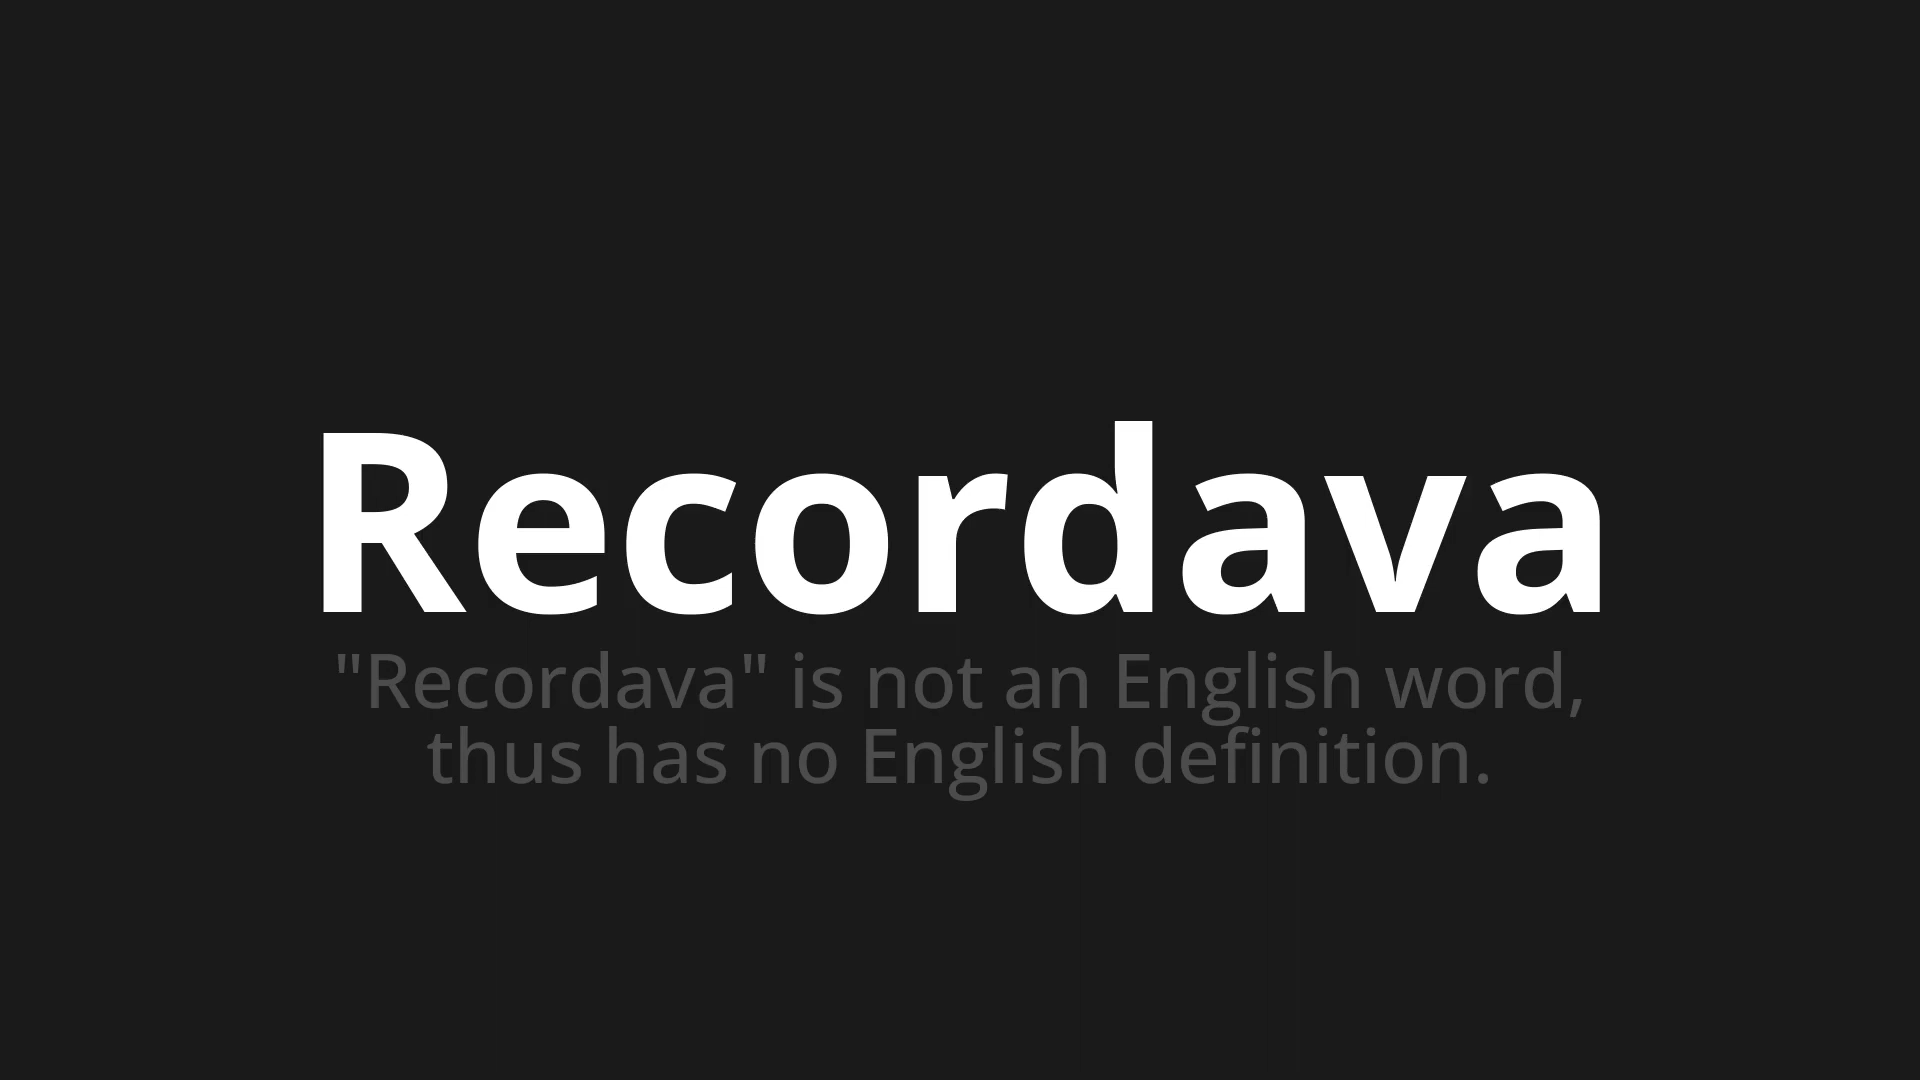 Recordava
"Recordava" is not an English word,
thus has no English definition.